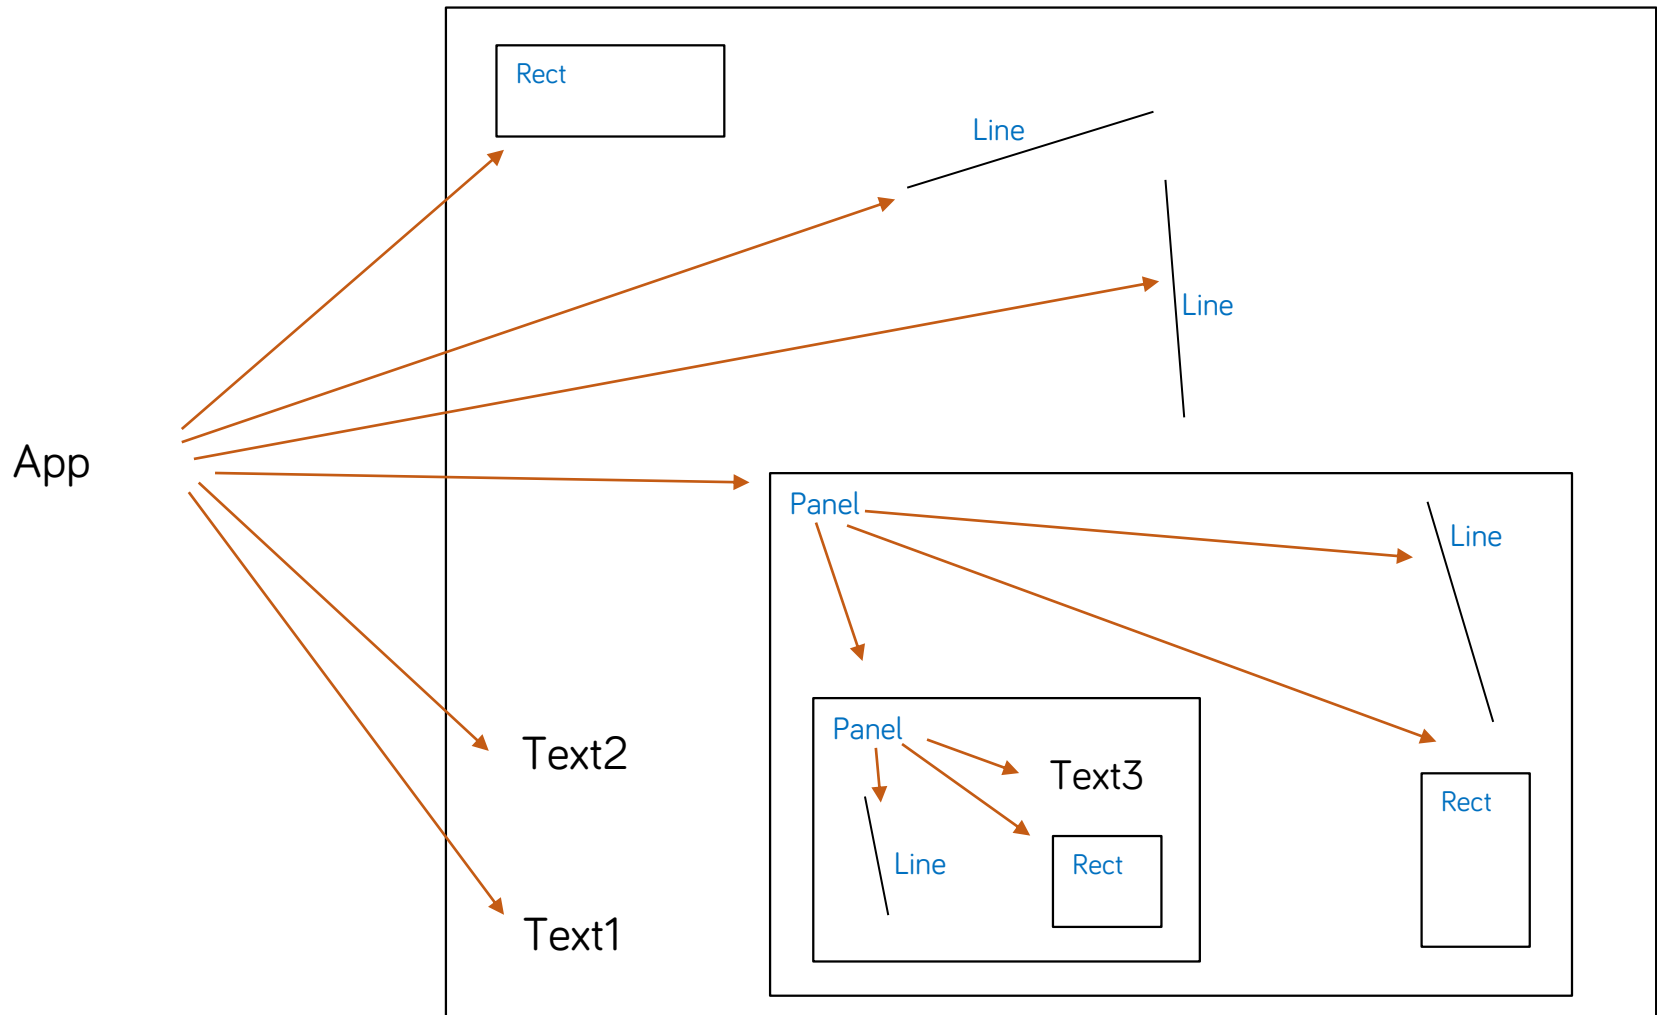 Rect
Line
Line
App
Panel
Line
Panel
Text2
Text3
Rect
Line
Rect
Text1